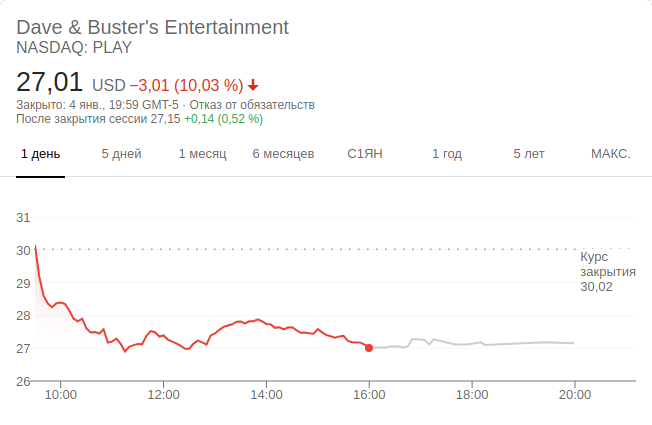 Dave & Buster's Entertainment
NASDAQ: PLAY
27,01 USD −3,01 (10,03 %)
Закрыто: 4 янв., 19:59 GMT-5 · Отказ от обязательств
После закрытия сессии 27,15 +0,14 (0,52 %)
1 день 5 дней 1 месяц 6 месяцев С1ЯН 1 год 5 лет МАКС.
31
30
Курс
закрытия
30,02
29
28
27
26
10:00 12:00 14:00 16:00 18:00 20:00